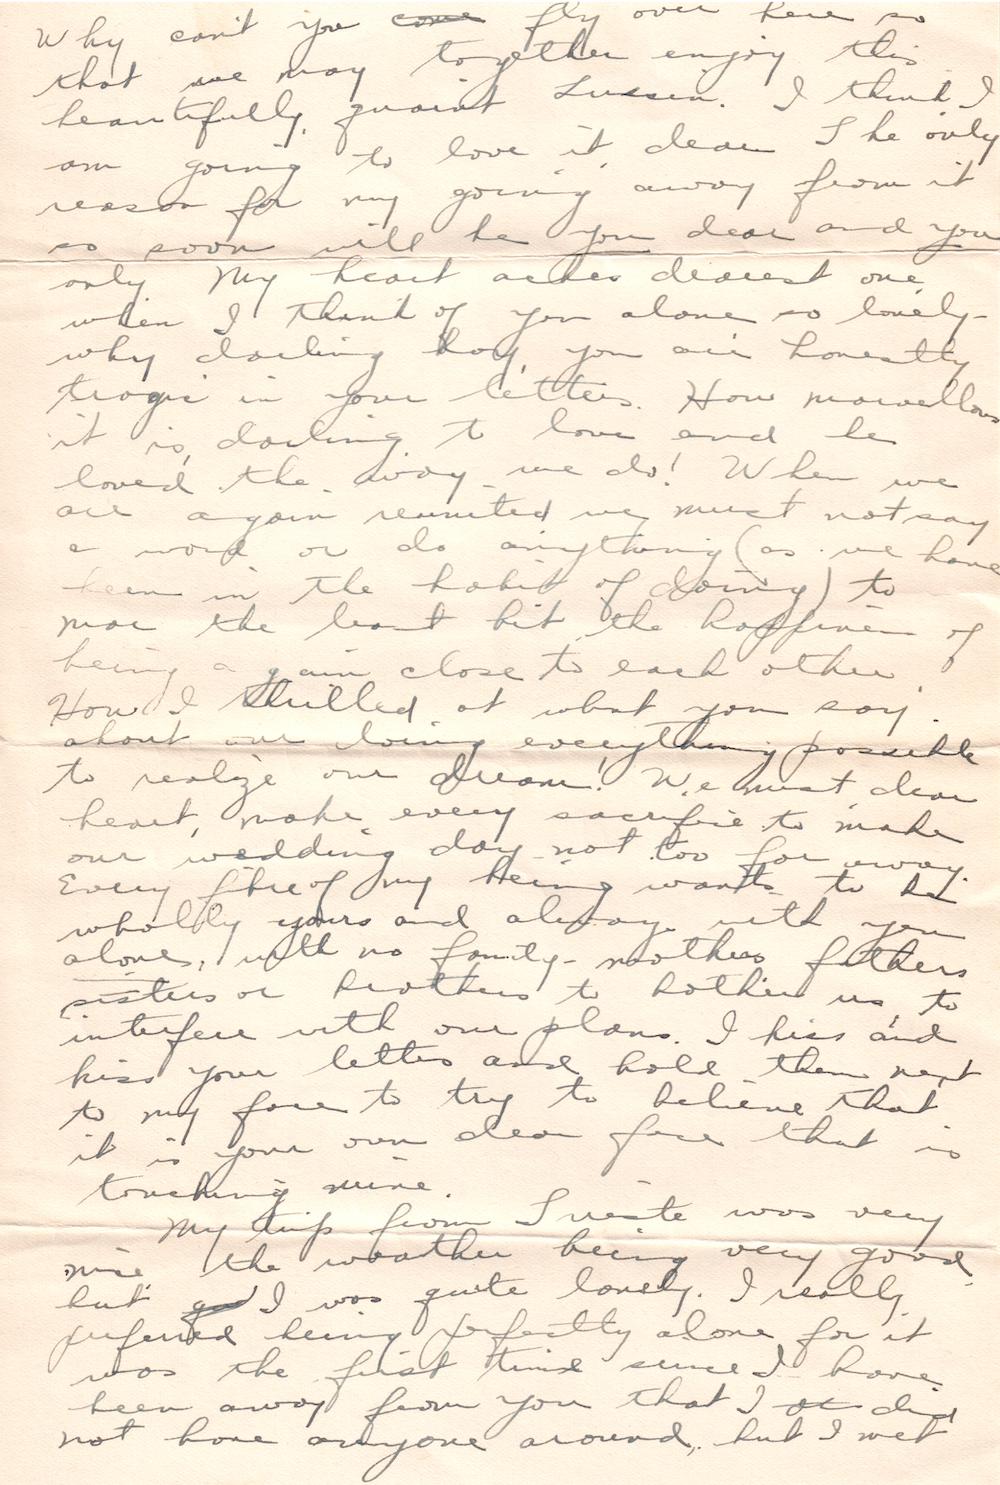 Why can't you come fly over here so
that we may together enjoy this
beautifully, quaint Lussin. I think I
am going to love it, dear The only
reason for my going away from it
so soon will be you dear and you
only. My heart aches dearest one
when I think of you alone so lonely-
why darling boy, you are honestly
tragic in your letters. How marvellous
it is, darling to love and be
loved the way we do! When we
are again reunited we must not say
a word or do anything (as we have
been in the habit of doing) to
mar the least bit the happiness of
being again close to each other.
How I thrilled at what you say
about our doing everything possible
to realize our dream! We must dear
heart, make every sacrifice to make
our wedding day not too far away.
Every fibre of my being wants to be
wholly yours and always with you
alone, with no family - mothers fathers
sisters or brothers to bother us, to
interfere with our plans. I kiss and
kiss your letters and hold them next
to my face to try to believe that
it is your own dear face that is
touching mine.
My trip from Trieste was very
nice, the weather being very good
but I was quite lonely. I really
preferred being perfectly alone for it
was the first time since I have
been away from you that I did
not have anyone around, but I met